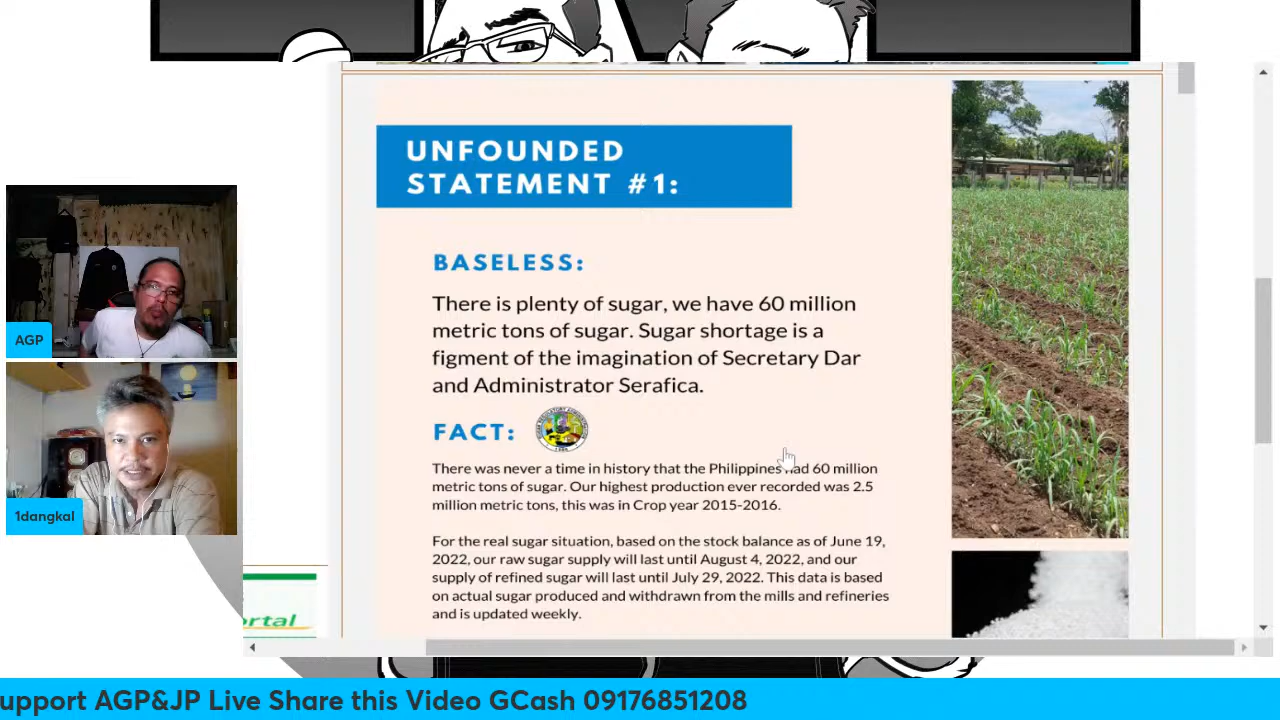 UNFOUNDED
STATEMENT #1:
BASELESS:
There is plenty of sugar, we have 60 million
metric tons of sugar. Sugar shortage is a
figment of the imagination of Secretary Dar
and Administrator Serafica.
FACT:
There was never a time in history that the Philippines had 60 million
metric tons of sugar. Our highest production ever recorded was 2.5
million metric tons, this was in Crop year 2015-2016.
For the real sugar situation, based on the stock balance as of June 19,
2022, our raw sugar supply will last until August 4, 2022, and our
supply of refined sugar will last until July 29, 2022. This data is based
on actual sugar produced and withdrawn from the mills and refineries
and is updated weekly.
AGP
1dangkal
ortal
upport AGP&JP Live Share this Video GCash 09176851208